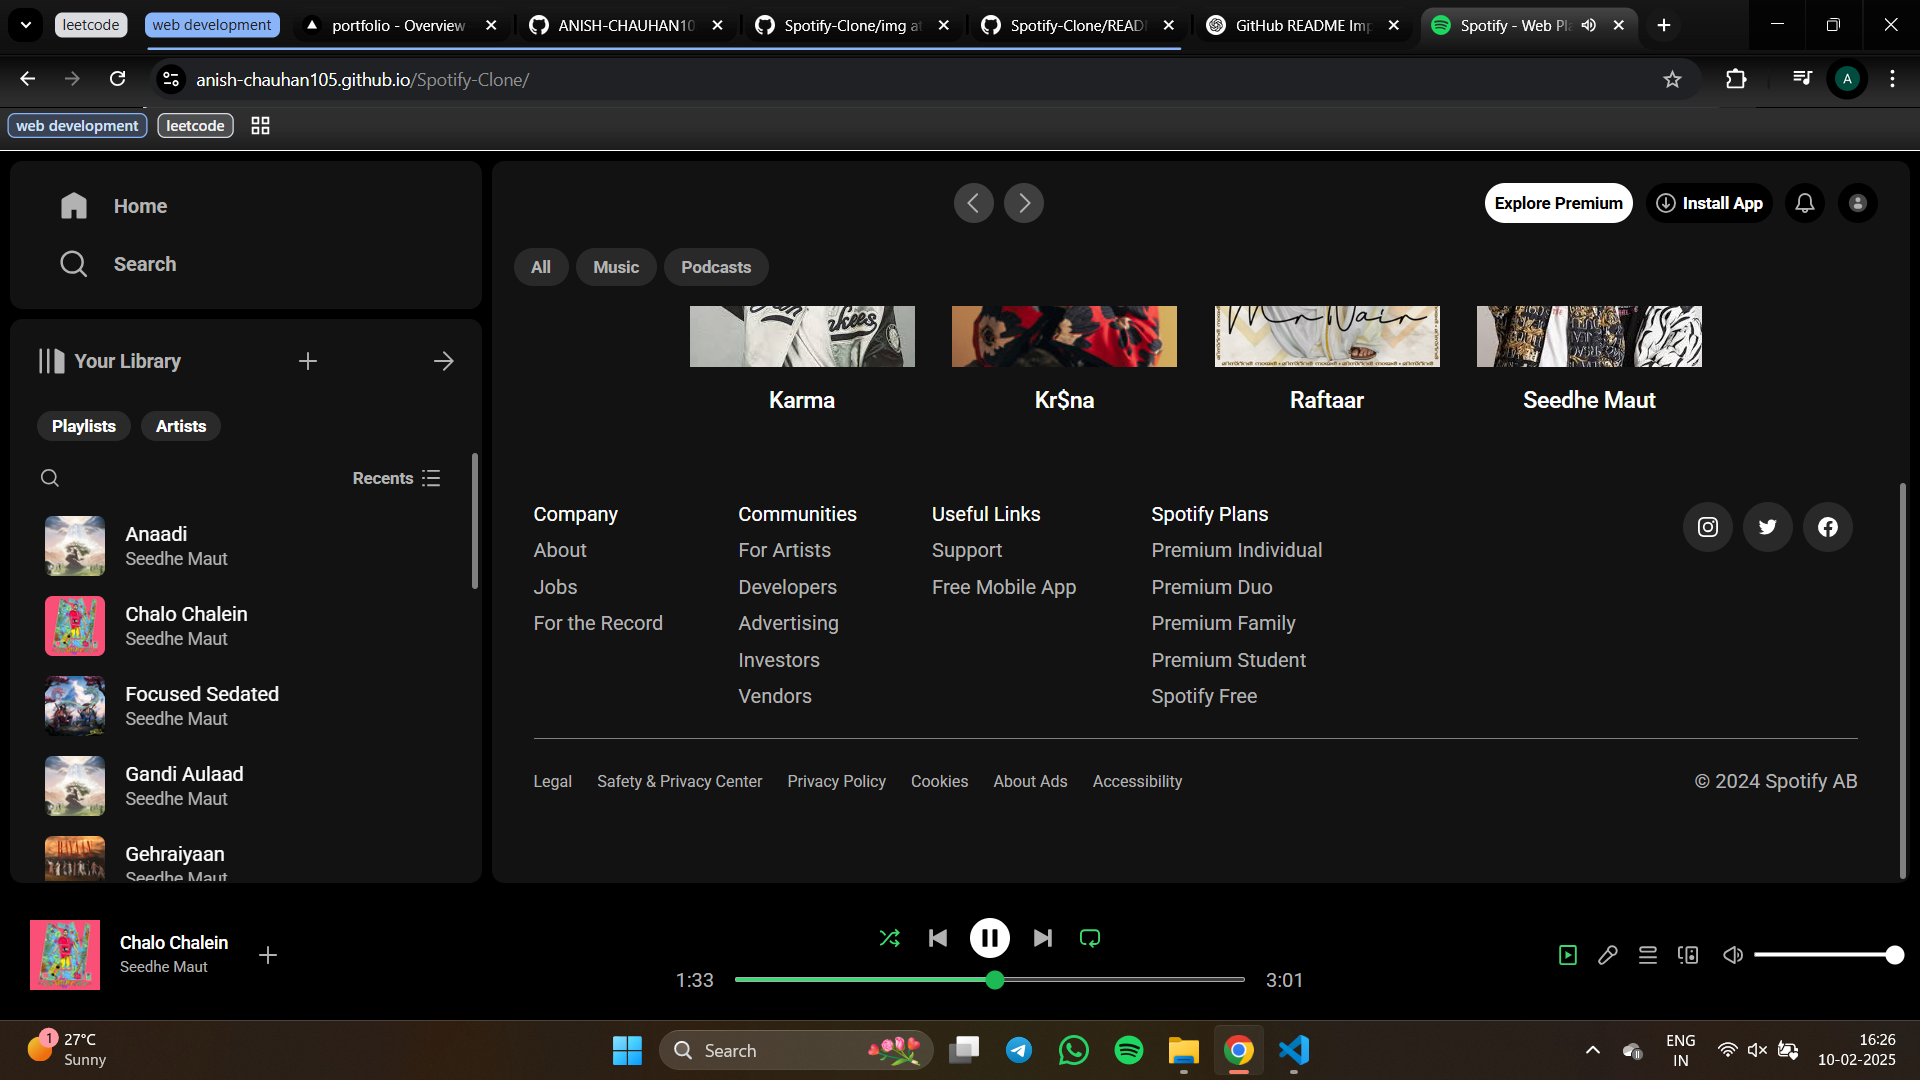 leetcode
web development
portfolio - Overview
ANISH-CHAUHAN10
Spotify-Clone/img at
Spotify-Clone/READ
GitHub README Imp
Spotify - Web Pla
anish-chauhan105.github.io/Spotify-Clone/
A
web development
leetcode
Home
Search
Explore Premium
Install App
All
Music
Podcasts
Your Library
nkees
MrNair
Karma
Kr$na
Raftaar
Seedhe Maut
Playlists
Artists
Recents
Anaadi
Seedhe Maut
Chalo Chalein
Seedhe Maut
Focused Sedated
Seedhe Maut
Gandi Aulaad
Seedhe Maut
Gehraiyaan
Seedhe Maut
Company
About
Jobs
For the Record
Communities
For Artists
Developers
Advertising
Investors
Vendors
Useful Links
Support
Free Mobile App
Spotify Plans
Premium Individual
Premium Duo
Premium Family
Premium Student
Spotify Free
Legal
Safety & Privacy Center
Privacy Policy
Cookies
About Ads
Accessibility
© 2024 Spotify AB
Chalo Chalein
Seedhe Maut
1:33
3:01
1
27°C
Sunny
Search
ENG
IN
16:26
10-02-2025